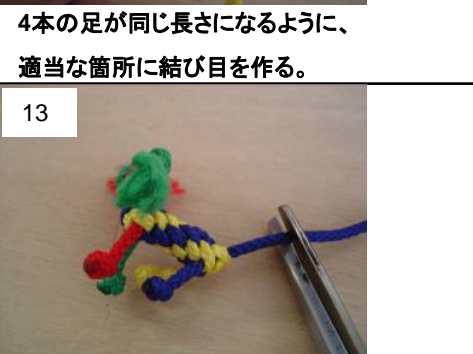 4本の足が同じ長さになるように、
適当な箇所に結び目を作る。
13